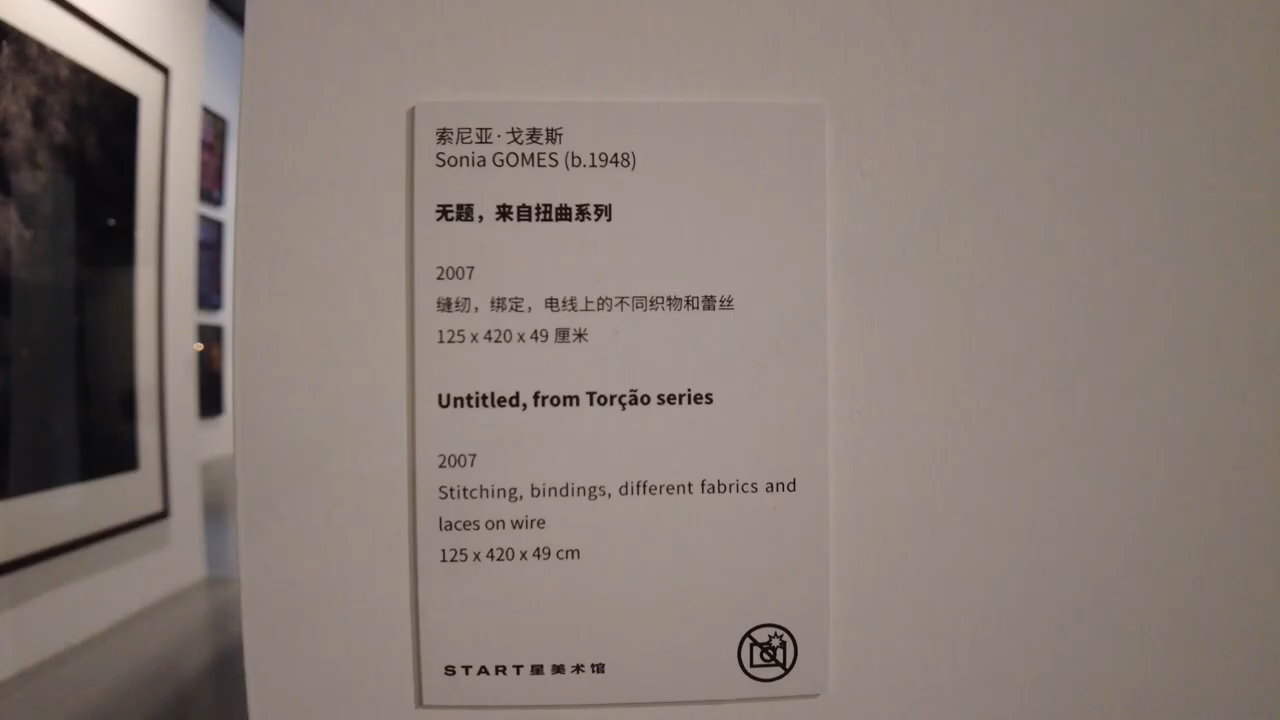 索尼亚·戈麦斯
Sonia GOMES (b.1948)
无题，来自扭曲系列
2007
缝纫，绑定，电线上的不同织物和蕾丝
125 x 420 x 49 厘米
Untitled, from Torção series
2007
Stitching, bindings, different fabrics and
laces on wire
125 x 420 x 49 cm
START星美术馆